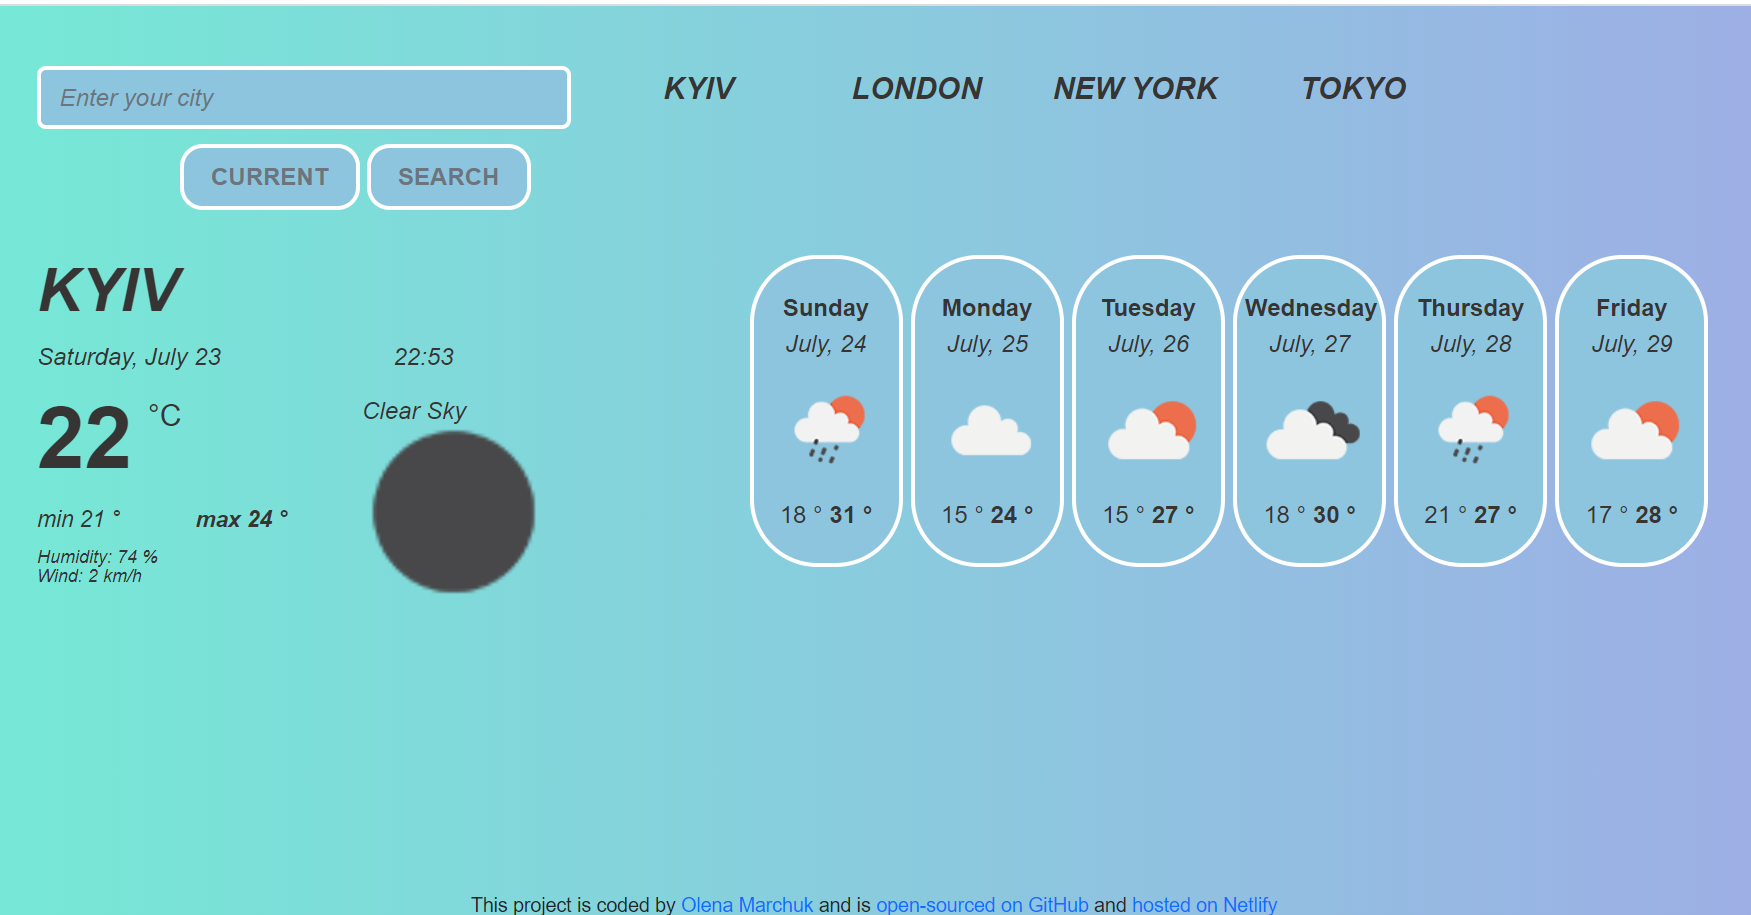 Enter your city
KYIV LONDON NEW YORK TOKYO
CURRENT SEARCH
KYIV
Saturday, July 23 22:53
22 °C
Clear Sky
min 21 ° max 24 °
Humidity: 74 %
Wind: 2 km/h
Sunday
July, 24
18 ° 31 °
Monday
July, 25
15 ° 24 °
Tuesday
July, 26
15 ° 27 °
Wednesday
July, 27
18 ° 30 °
Thursday
July, 28
21 ° 27 °
Friday
July, 29
17 ° 28 °
This project is coded by Olena Marchuk and is open-sourced on GitHub and hosted on Netlify